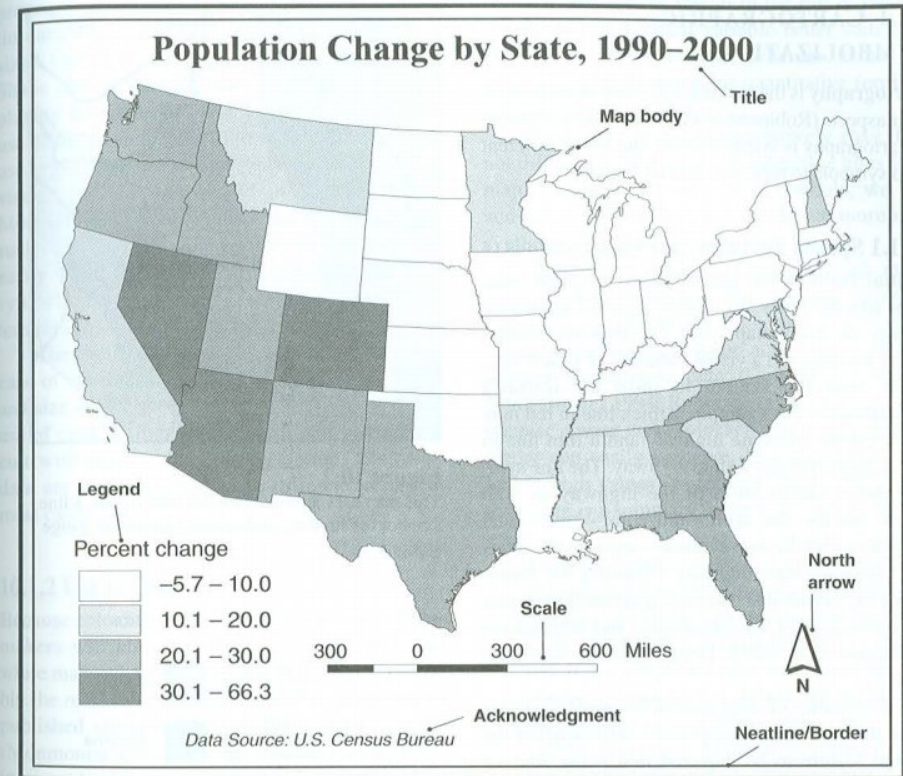 Population Change by State, 1990–2000
Title
Map body
Legend
Percent change
–5.7 – 10.0
10.1 – 20.0
20.1 – 30.0
30.1 – 66.3
Scale
300 0 300 600 Miles
North
arrow
N
Acknowledgment
Data Source: U.S. Census Bureau
Neatline/Border